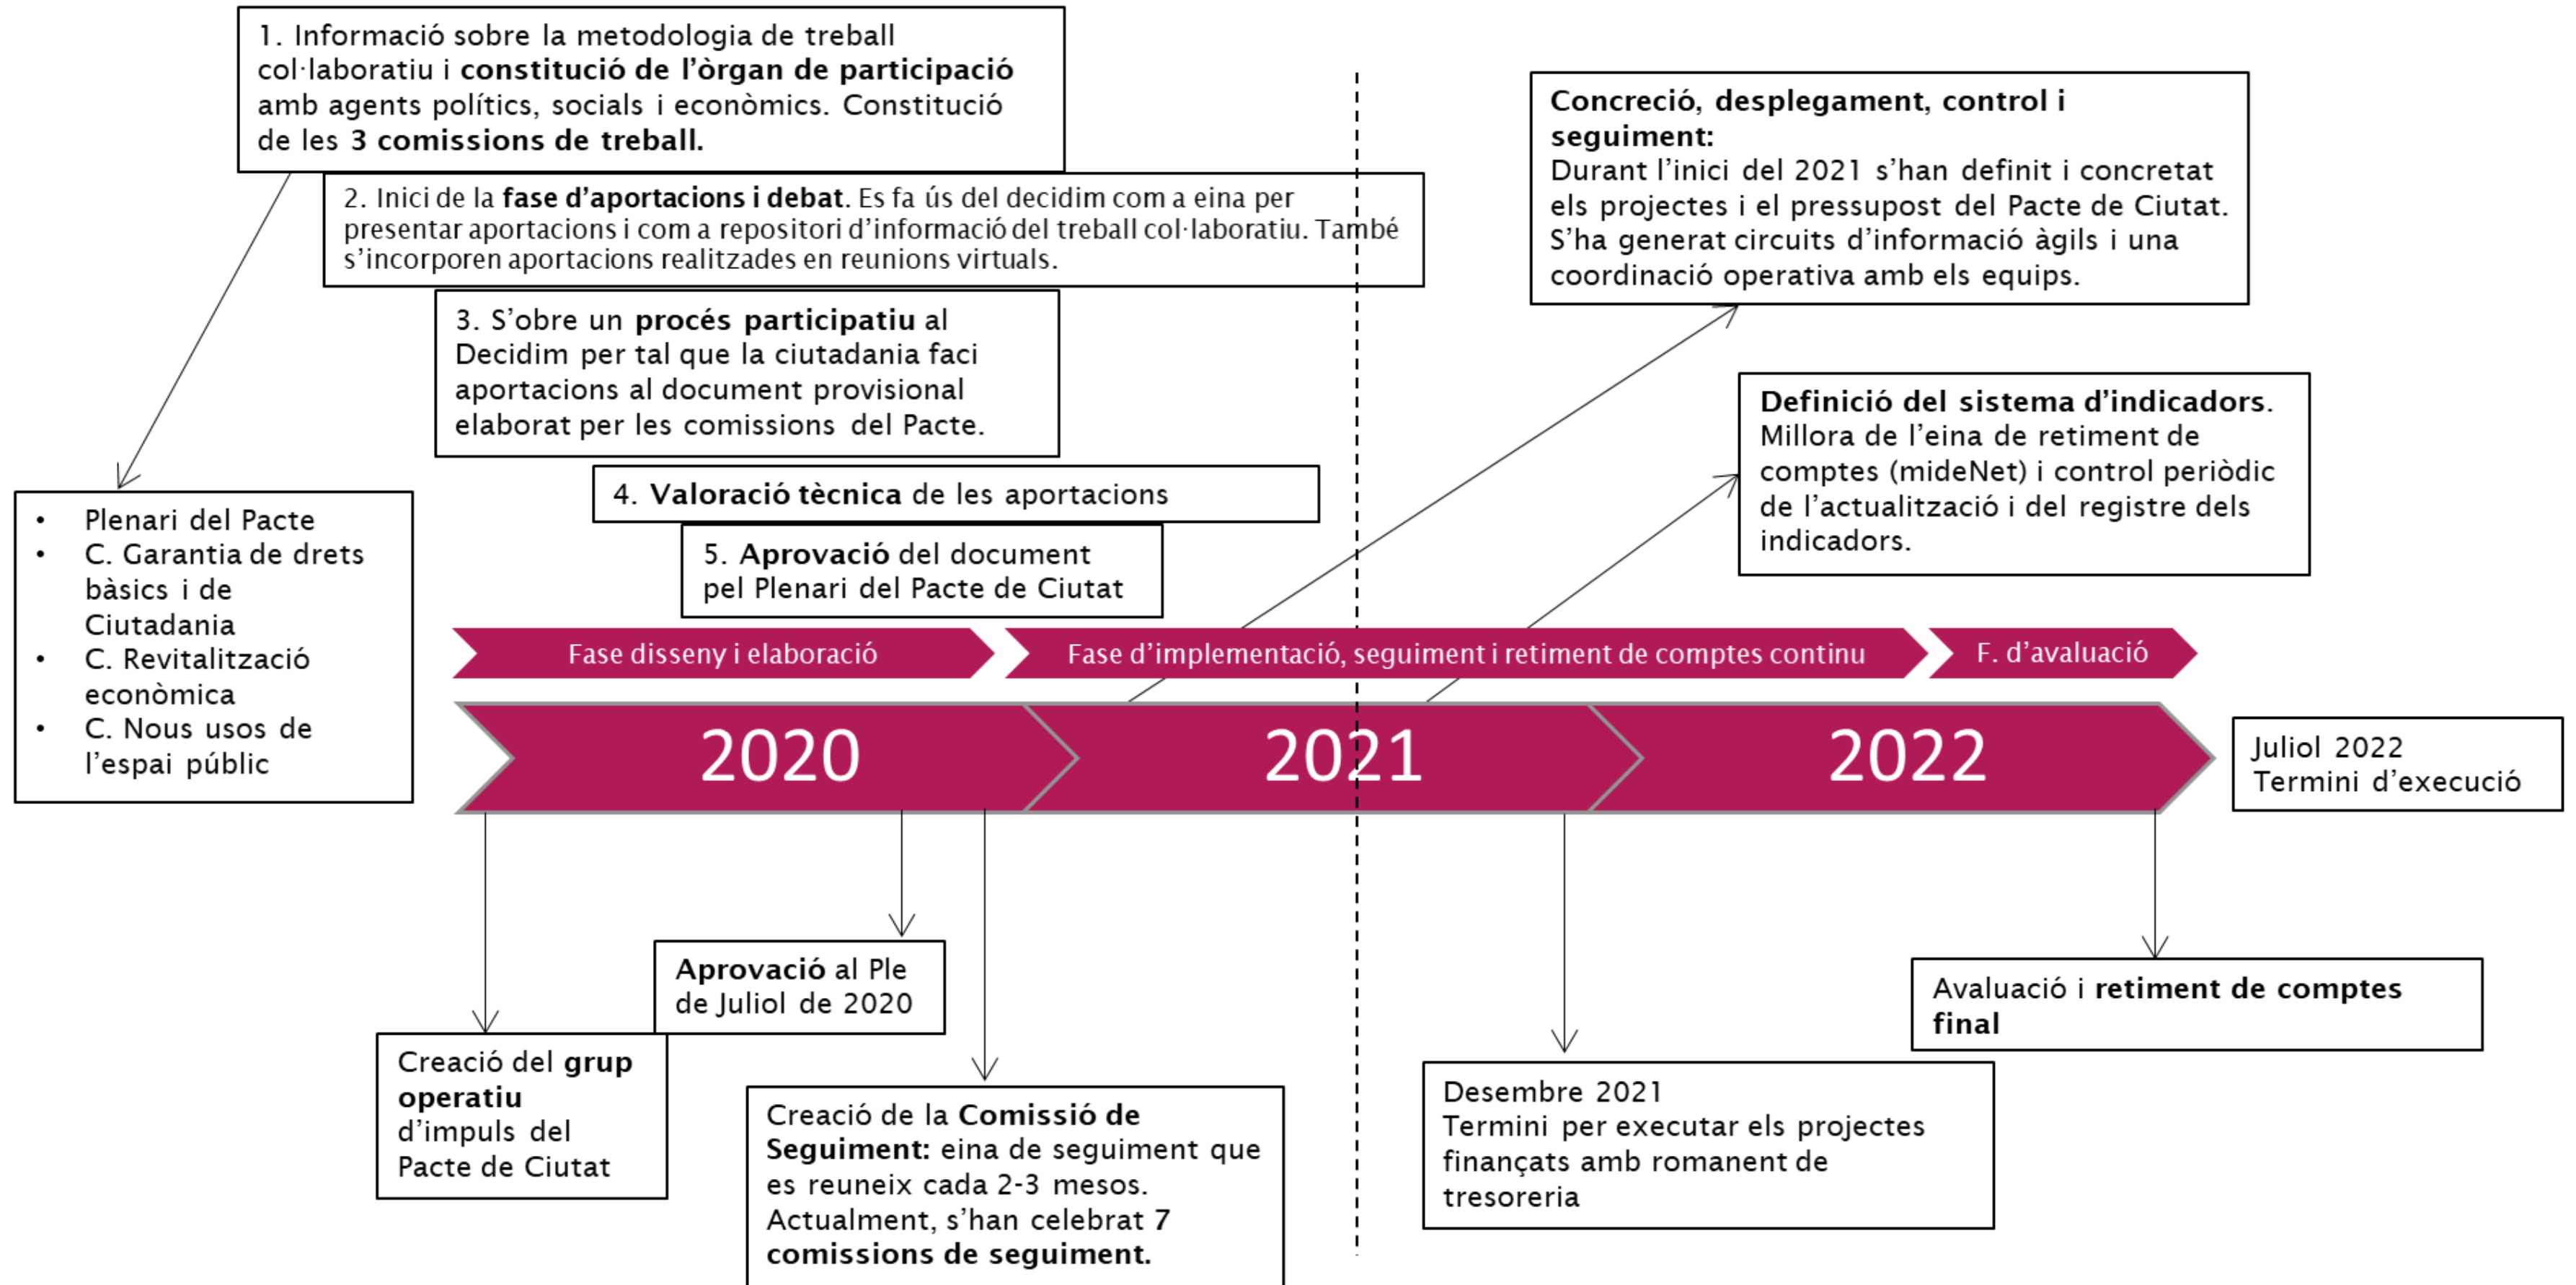 1. Informació sobre la metodologia de treball
col·laboratiu i constitució de l'òrgan de participació
amb agents polítics, socials i econòmics. Constitució
de les 3 comissions de treball.
2. Inici de la fase d'aportacions i debat. Es fa ús del decidim com a eina per
presentar aportacions i com a repositori d'informació del treball col·laboratiu. També
s'incorporen aportacions realitzades en reunions virtuals.
3. S'obre un procés participatiu al
Decidim per tal que la ciutadania faci
aportacions al document provisional
elaborat per les comissions del Pacte.
4. Valoració tècnica de les aportacions
5. Aprovació del document
pel Plenari del Pacte de Ciutat
Concreció, desplegament, control i
seguiment:
Durant l'inici del 2021 s'han definit i concretat
els projectes i el pressupost del Pacte de Ciutat.
S'ha generat circuits d'informació àgils i una
coordinació operativa amb els equips.
Definició del sistema d'indicadors.
Millora de l'eina de retiment de
comptes (mideNet) i control periòdic
de l'actualització i del registre dels
indicadors.
• Plenari del Pacte
• C. Garantia de drets
bàsics i de
Ciutadania
• C. Revitalització
econòmica
• C. Nous usos de
l'espai públic
Fase disseny i elaboració
Fase d'implementació, seguiment i retiment de comptes continu
F. d'avaluació
2020
2021
2022
Juliol 2022
Termini d'execució
Creació del grup
operatiu
d'impuls del
Pacte de Ciutat
Aprovació al Ple
de Juliol de 2020
Creació de la Comissió de
Seguiment: eina de seguiment que
es reuneix cada 2-3 mesos.
Actualment, s'han celebrat 7
comissions de seguiment.
Desembre 2021
Termini per executar els projectes
finançats amb romanent de
tresoreria
Avaluació i retiment de comptes
final